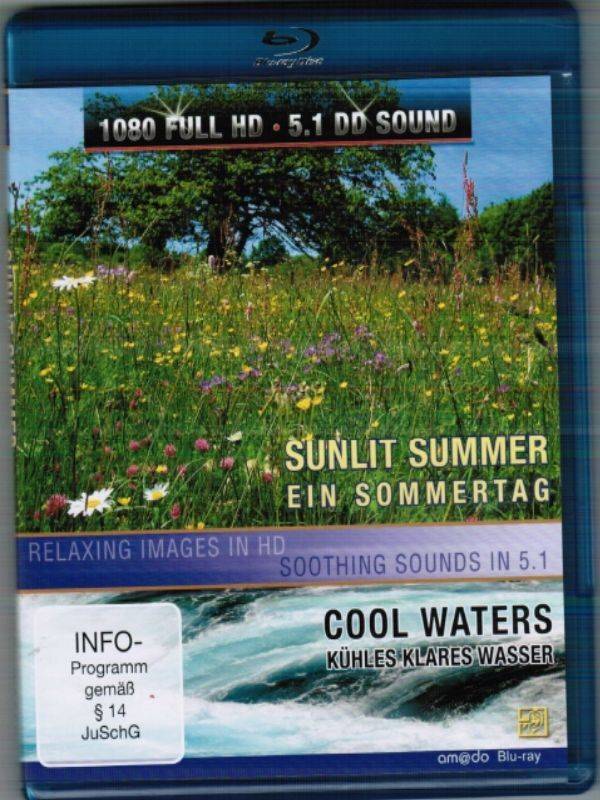 Blu-ray Disc
1080 FULL HD • 5.1 DD SOUND
SUNLIT SUMMER
EIN SOMMERTAG
RELAXING IMAGES IN HD
SOOTHING SOUNDS IN 5.1
COOL WATERS
KÜHLES KLARES WASSER
INFO-
Programm
gemäß
§ 14
JuSchG
am@do Blu-ray